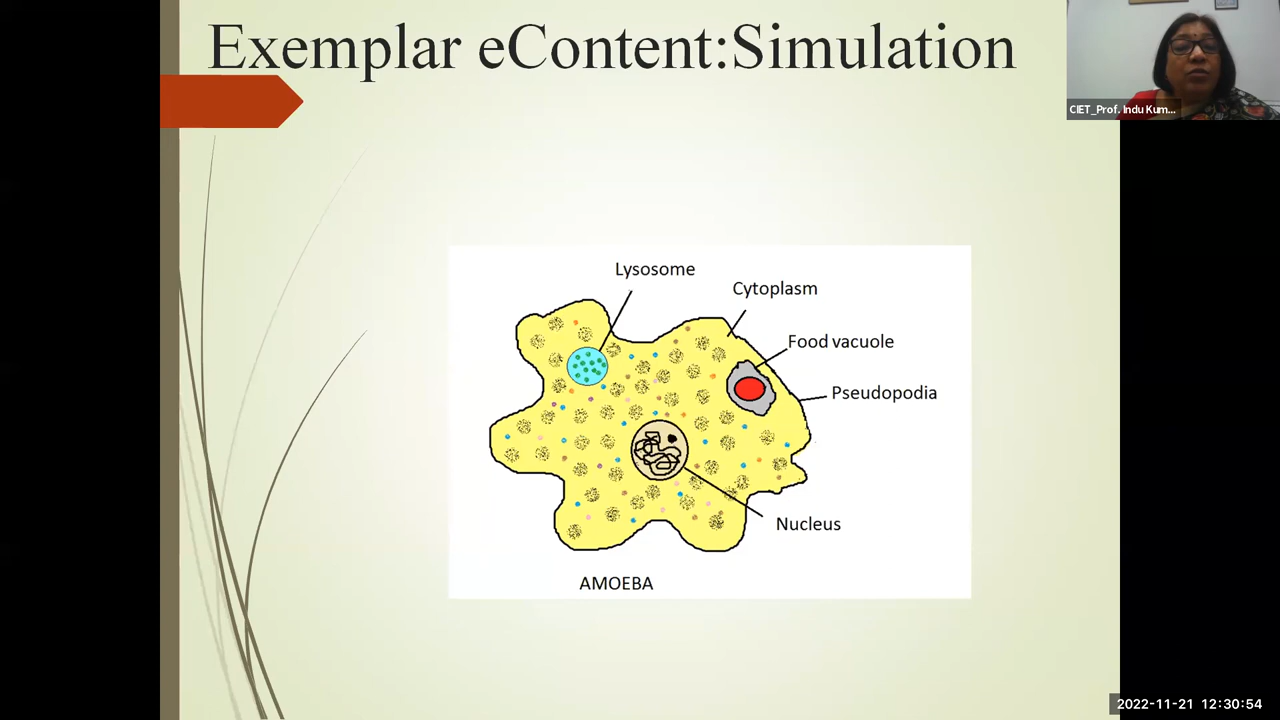 Exemplar eContent:Simulation
CIET_Prof. Indu Kum...
Lysosome
Cytoplasm
Food vacuole
Pseudopodia
Nucleus
AMOEBA
2022-11-21 12:30:54